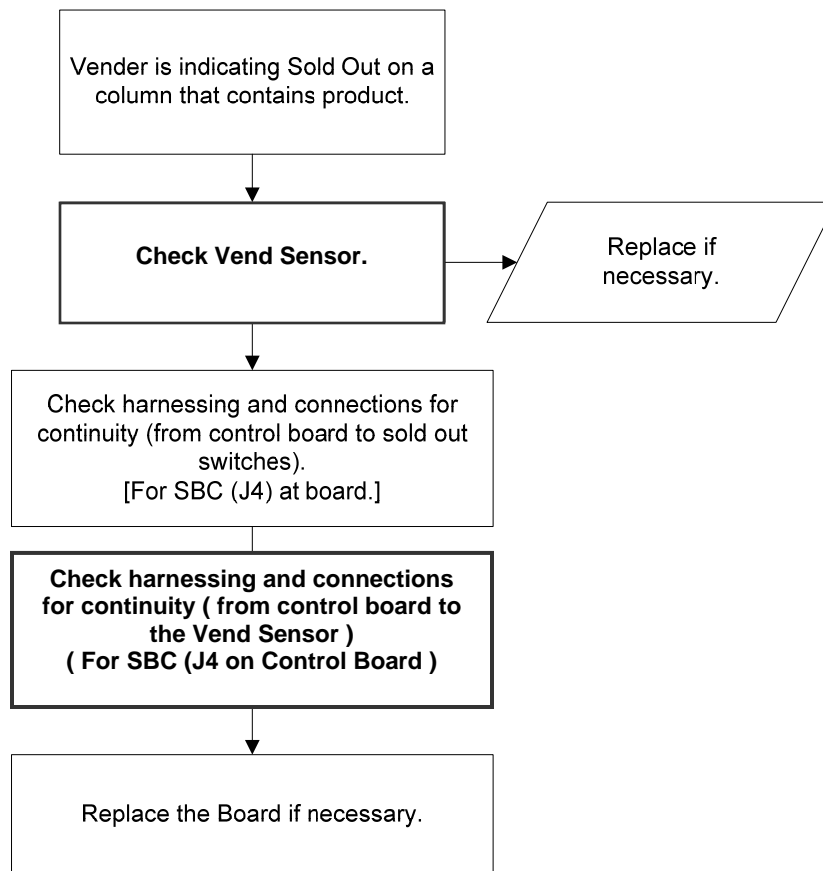 Vender is indicating Sold Out on a
column that contains product.
Check Vend Sensor.
Replace if
necessary.
Check harnessing and connections for
continuity (from control board to sold out
switches).
[For SBC (J4) at board.]
Check harnessing and connections
for continuity ( from control board to
the Vend Sensor )
( For SBC (J4 on Control Board )
Replace the Board if necessary.